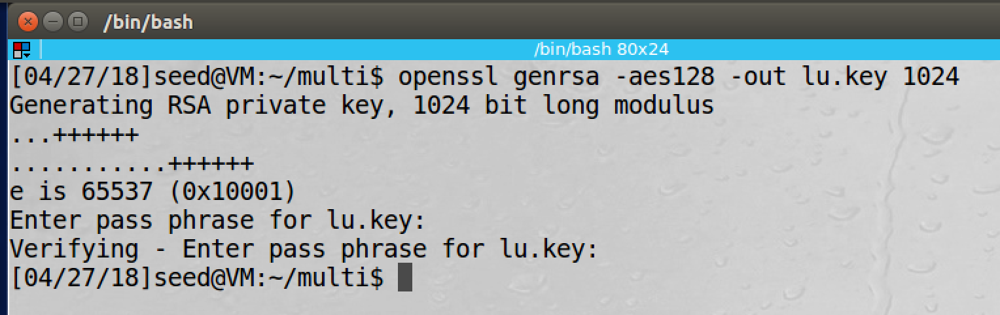 /bin/bash
/bin/bash 80x24
[04/27/18]seed@VM:~/multi$ openssl genrsa -aes128 -out lu.key 1024
Generating RSA private key, 1024 bit long modulus
...++++++
...........++++++
e is 65537 (0x10001)
Enter pass phrase for lu.key:
Verifying - Enter pass phrase for lu.key:
[04/27/18]seed@VM:~/multi$